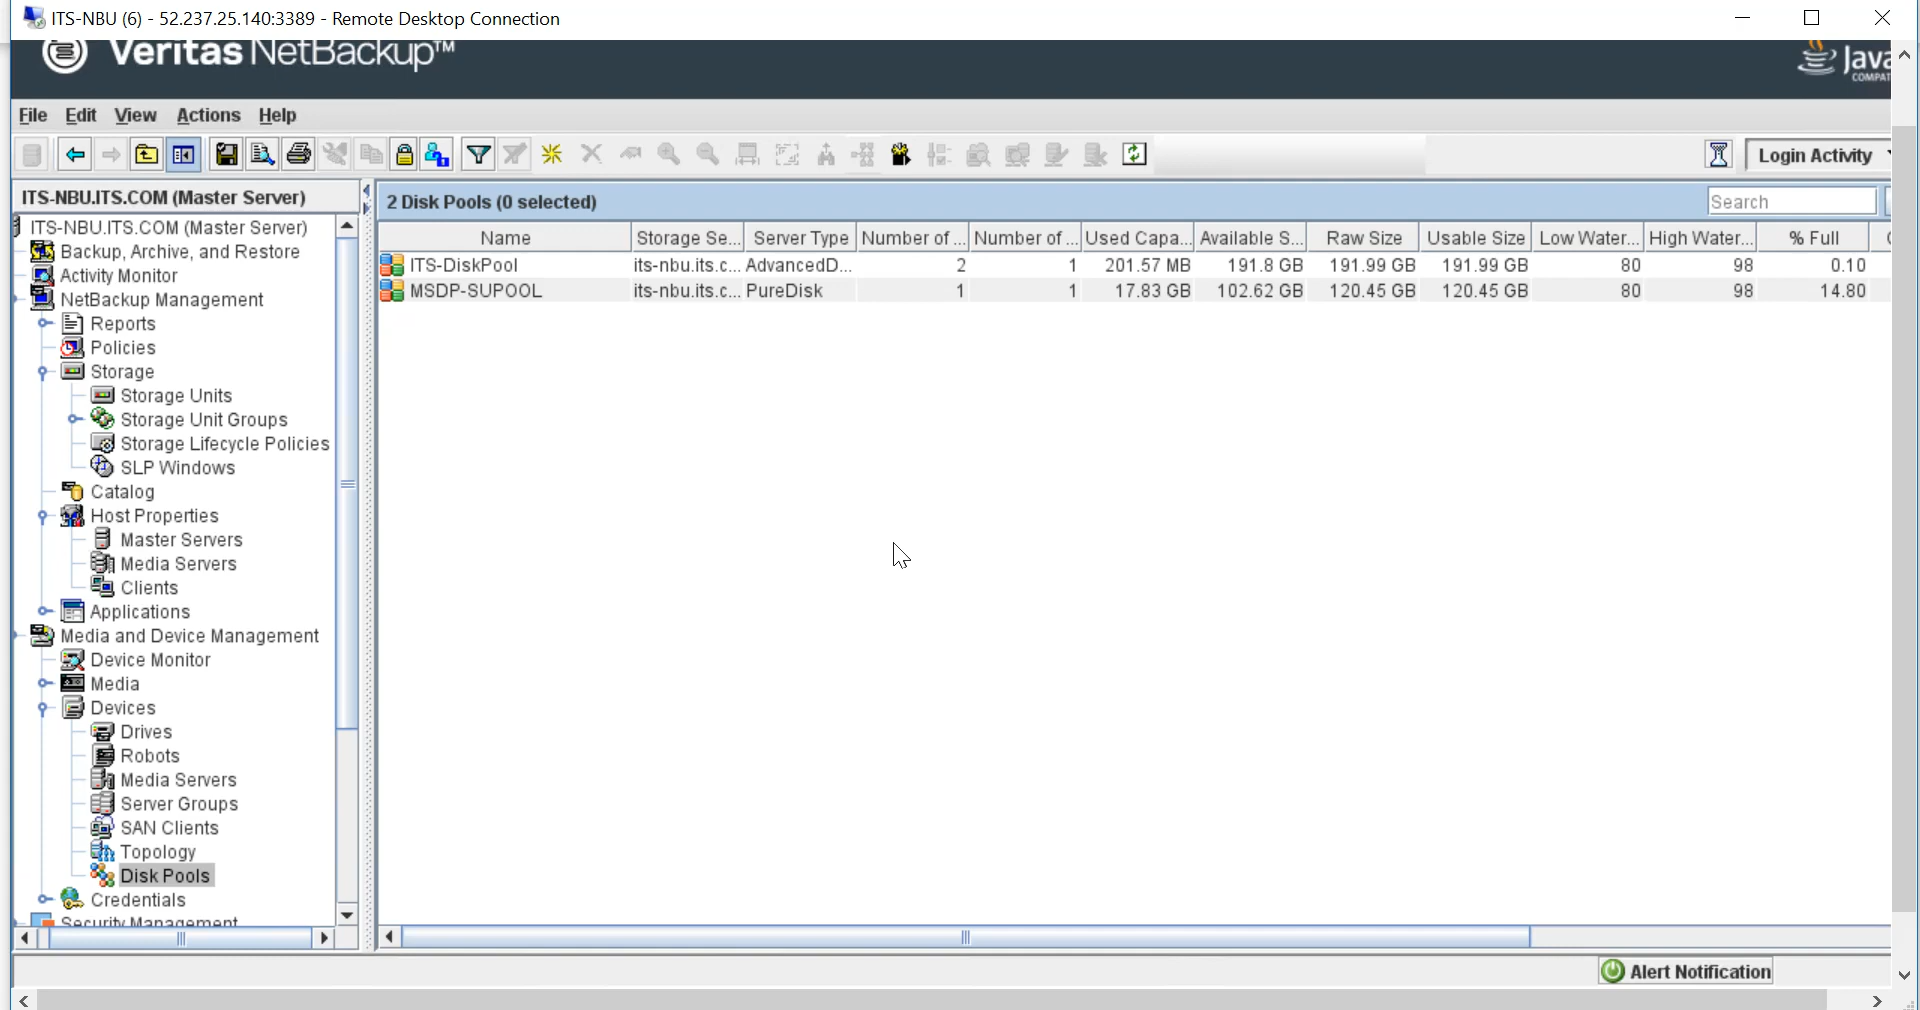 ITS-NBU (6) - 52.237.25.140:3389 - Remote Desktop Connection
Veritas NetBackup™
Java
COMPAT
File Edit View Actions Help
Login Activity
ITS-NBU.ITS.COM (Master Server)
2 Disk Pools (0 selected)
Search
ITS-NBU.ITS.COM (Master Server)
Backup, Archive, and Restore
Activity Monitor
NetBackup Management
Reports
Policies
Storage
Storage Units
Storage Unit Groups
Storage Lifecycle Policies
SLP Windows
Catalog
Host Properties
Master Servers
Media Servers
Clients
Applications
Media and Device Management
Device Monitor
Media
Devices
Drives
Robots
Media Servers
Server Groups
SAN Clients
Topology
Disk Pools
Credentials
Security Management
Name Storage Se... Server Type Number of ... Number of ... Used Capa... Available S... Raw Size Usable Size Low Water... High Water... % Full
ITS-DiskPool its-nbu.its.c... AdvancedD... 2 1 201.57 MB 191.8 GB 191.99 GB 191.99 GB 80 98 0.10
MSDP-SUPOOL its-nbu.its.c... PureDisk 1 1 17.83 GB 102.62 GB 120.45 GB 120.45 GB 80 98 14.80
Alert Notification